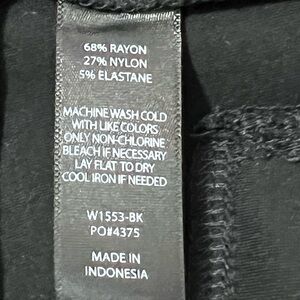 68% RAYON
27% NYLON
5% ELASTANE
MACHINE WASH COLD
WITH LIKE COLORS
ONLY NON-CHLORINE
BLEACH IF NECESSARY
LAY FLAT TO DRY
COOL IRON IF NEEDED
W1553-BK
PO#4375
MADE IN
INDONESIA